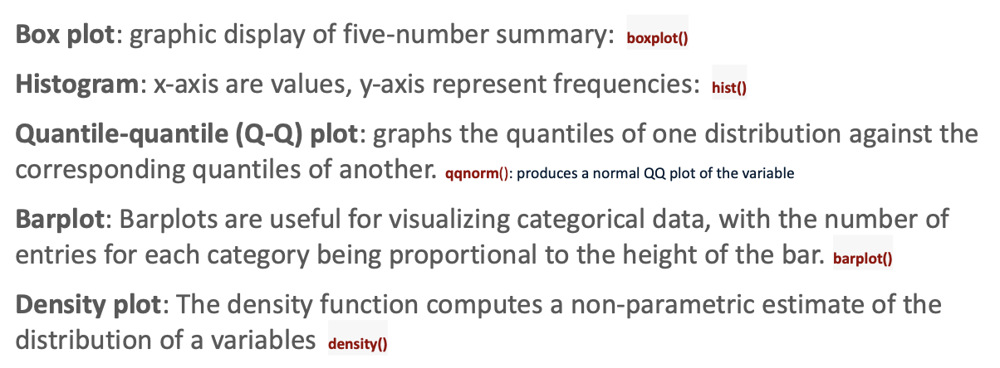 Box plot: graphic display of five-number summary: boxplot()
Histogram: x-axis are values, y-axis represent frequencies: hist()
Quantile-quantile (Q-Q) plot: graphs the quantiles of one distribution against the
corresponding quantiles of another. qqnorm(): produces a normal QQ plot of the variable
Barplot: Barplots are useful for visualizing categorical data, with the number of
entries for each category being proportional to the height of the bar. barplot()
Density plot: The density function computes a non-parametric estimate of the
distribution of a variables density()